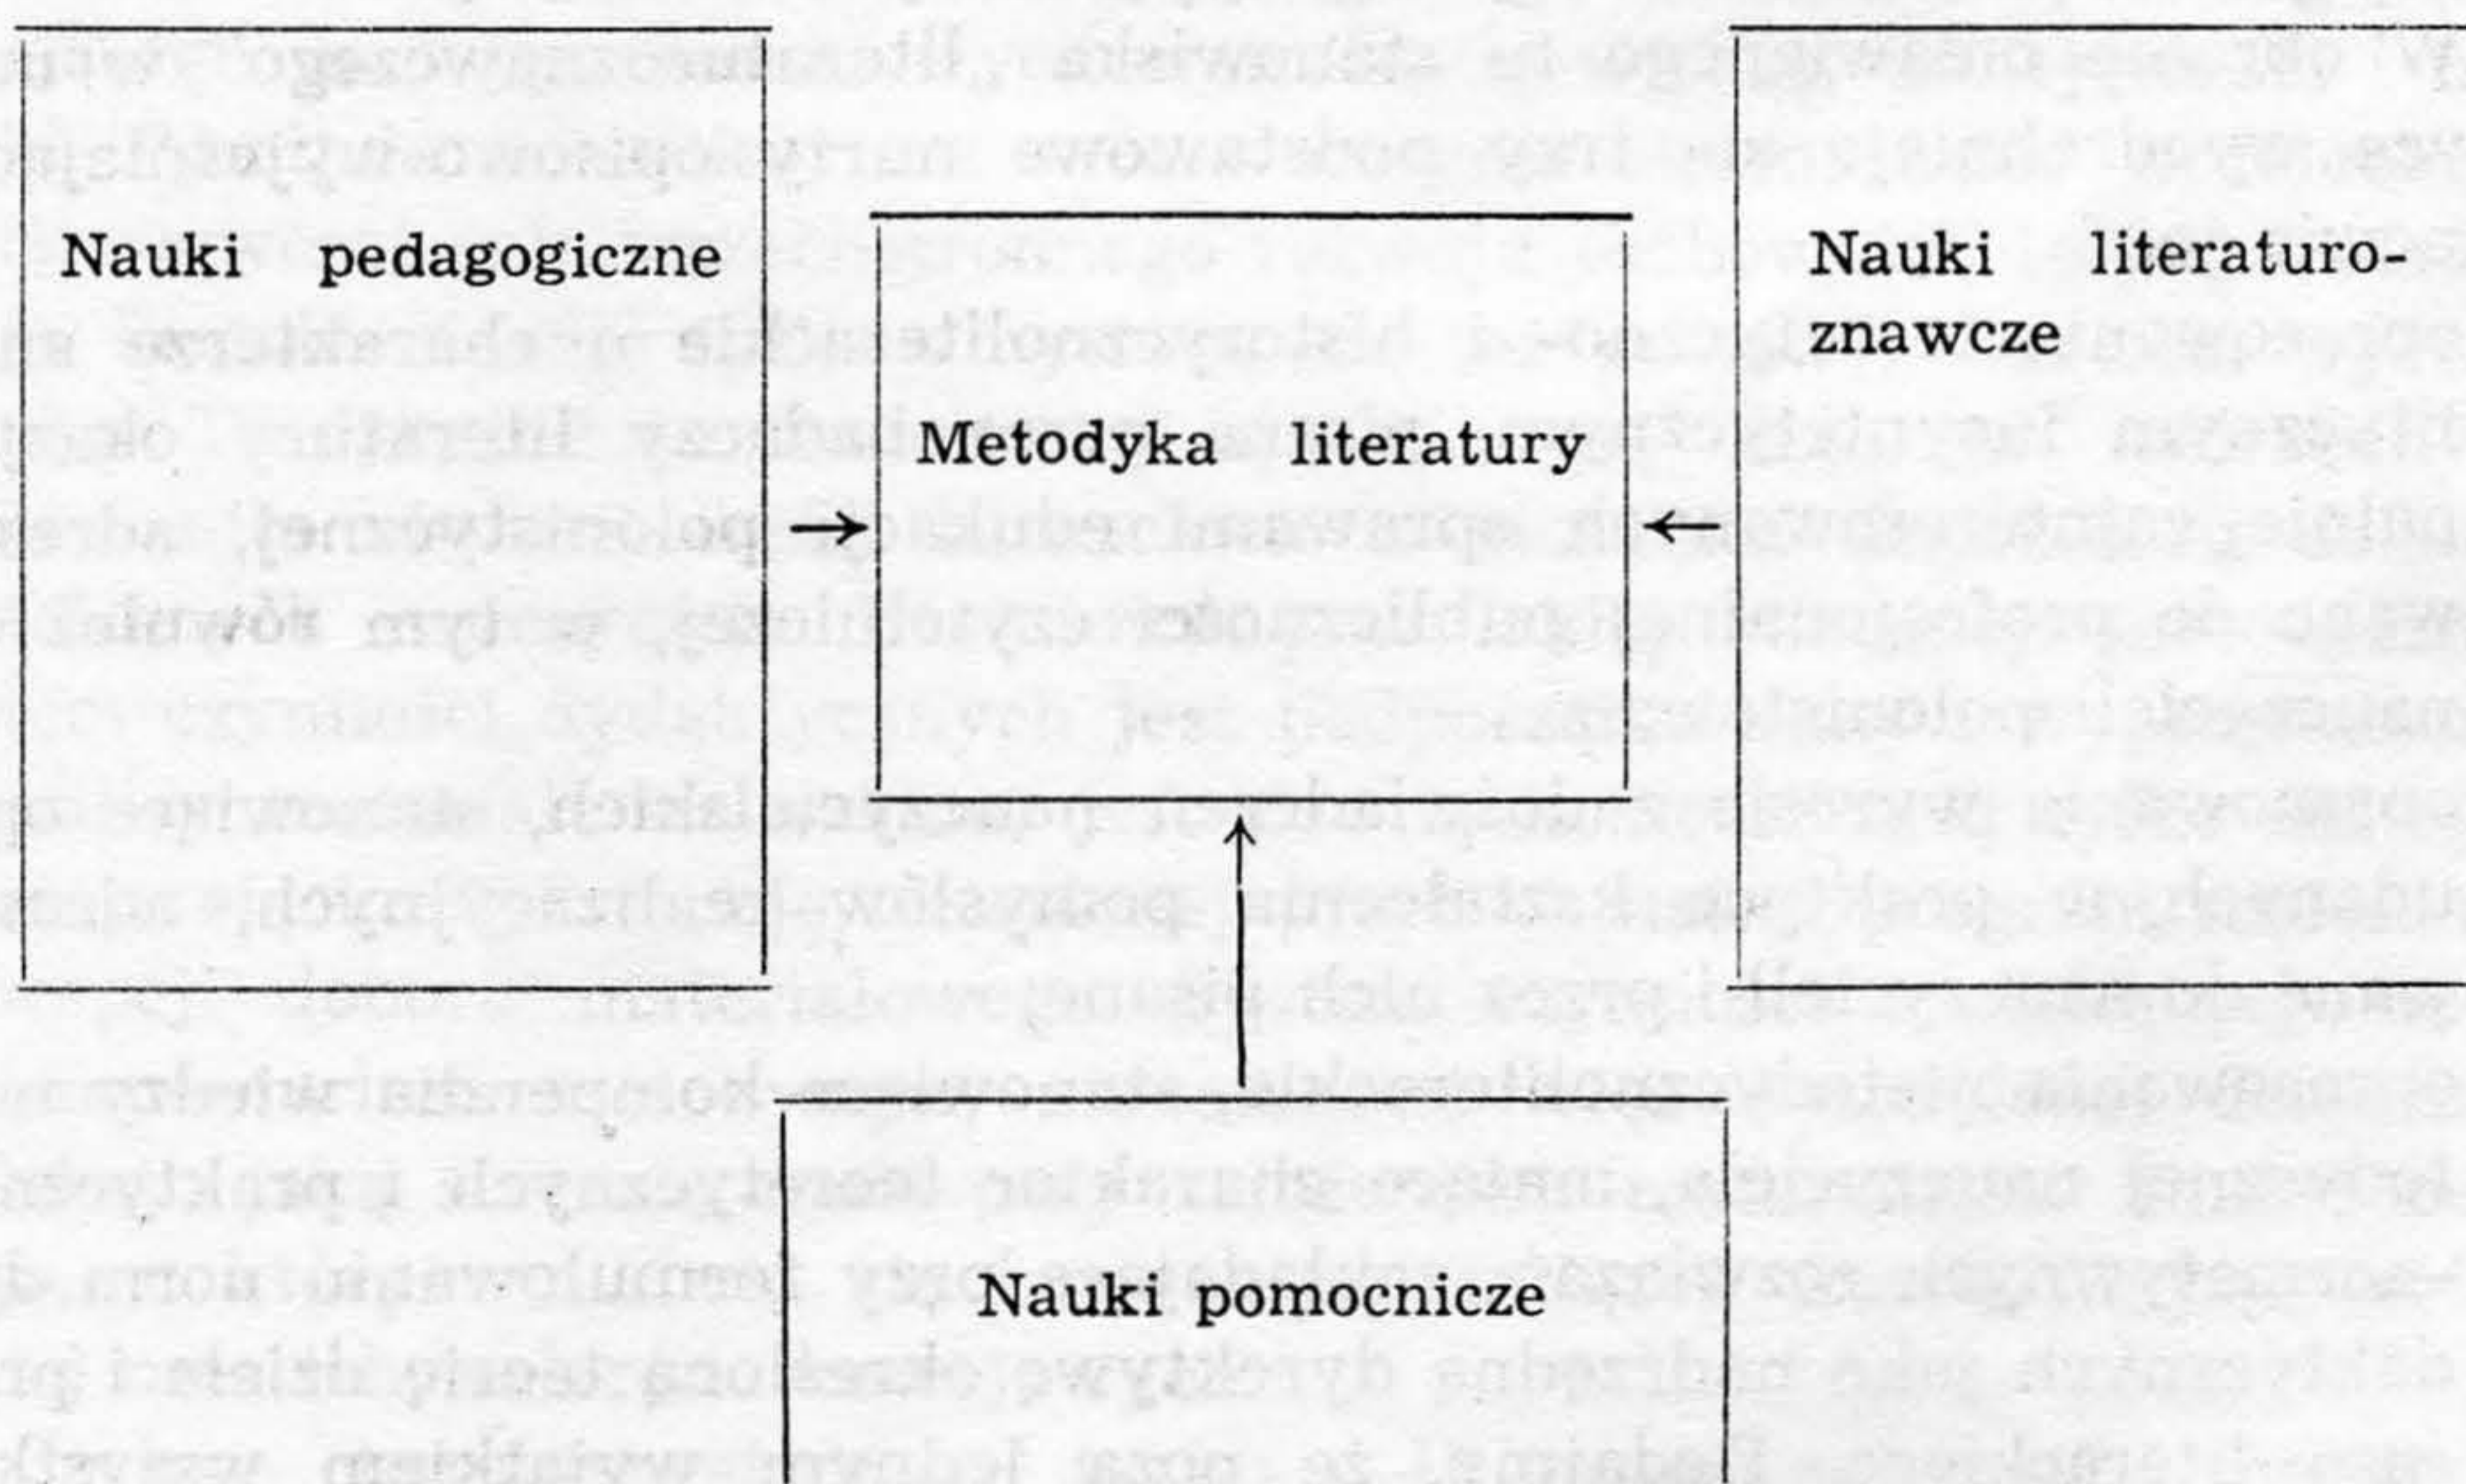 Nauki pedagogiczne
Metodyka literatury
Nauki literaturo-
znawcze
Nauki pomocnicze